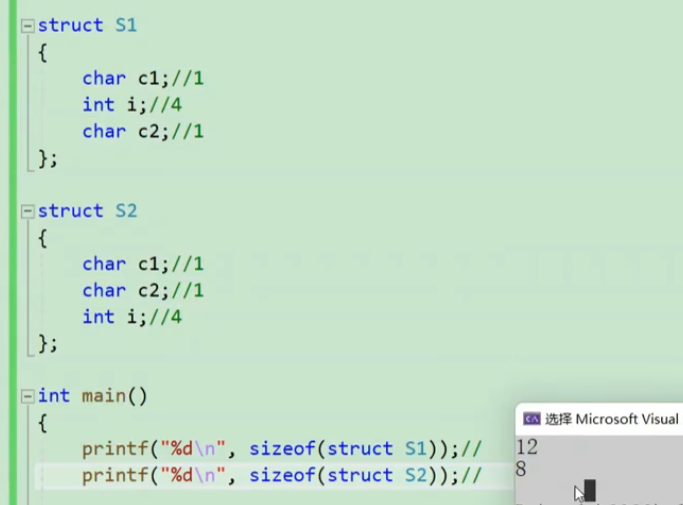 struct S1
{
char c1;//1
int i;//4
char c2;//1
};
struct S2
{
char c1;//1
char c2;//1
int i;//4
};
int main()
{
printf("%d\n", sizeof(struct S1));//
printf("%d\n", sizeof(struct S2));//
选择 Microsoft Visual
12
8